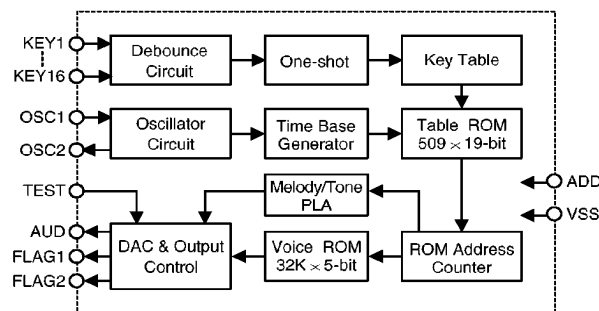 KEY1
KEY16
Debounce
Circuit
One-shot
Key Table
OSC1
OSC2
Oscillator
Circuit
Time Base
Generator
Table ROM
509 × 19-bit
TEST
AUD
FLAG1
FLAG2
Melody/Tone
PLA
DAC & Output
Control
Voice ROM
32K × 5-bit
ROM Address
Counter
ADD
VSS